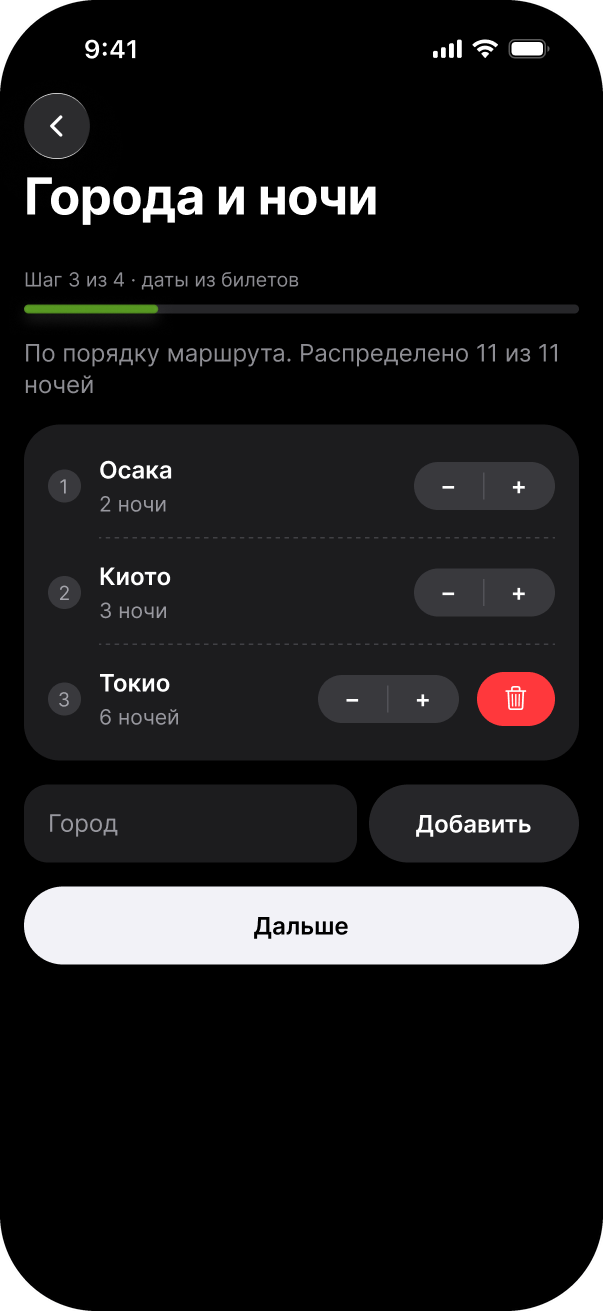 9:41
Города и ночи
Шаг 3 из 4 · даты из билетов
По порядку маршрута. Распределено 11 из 11
ночей
1
Осака
2 ночи
− +
2
Киото
3 ночи
− +
3
Токио
6 ночей
− +
Город
Добавить
Дальше